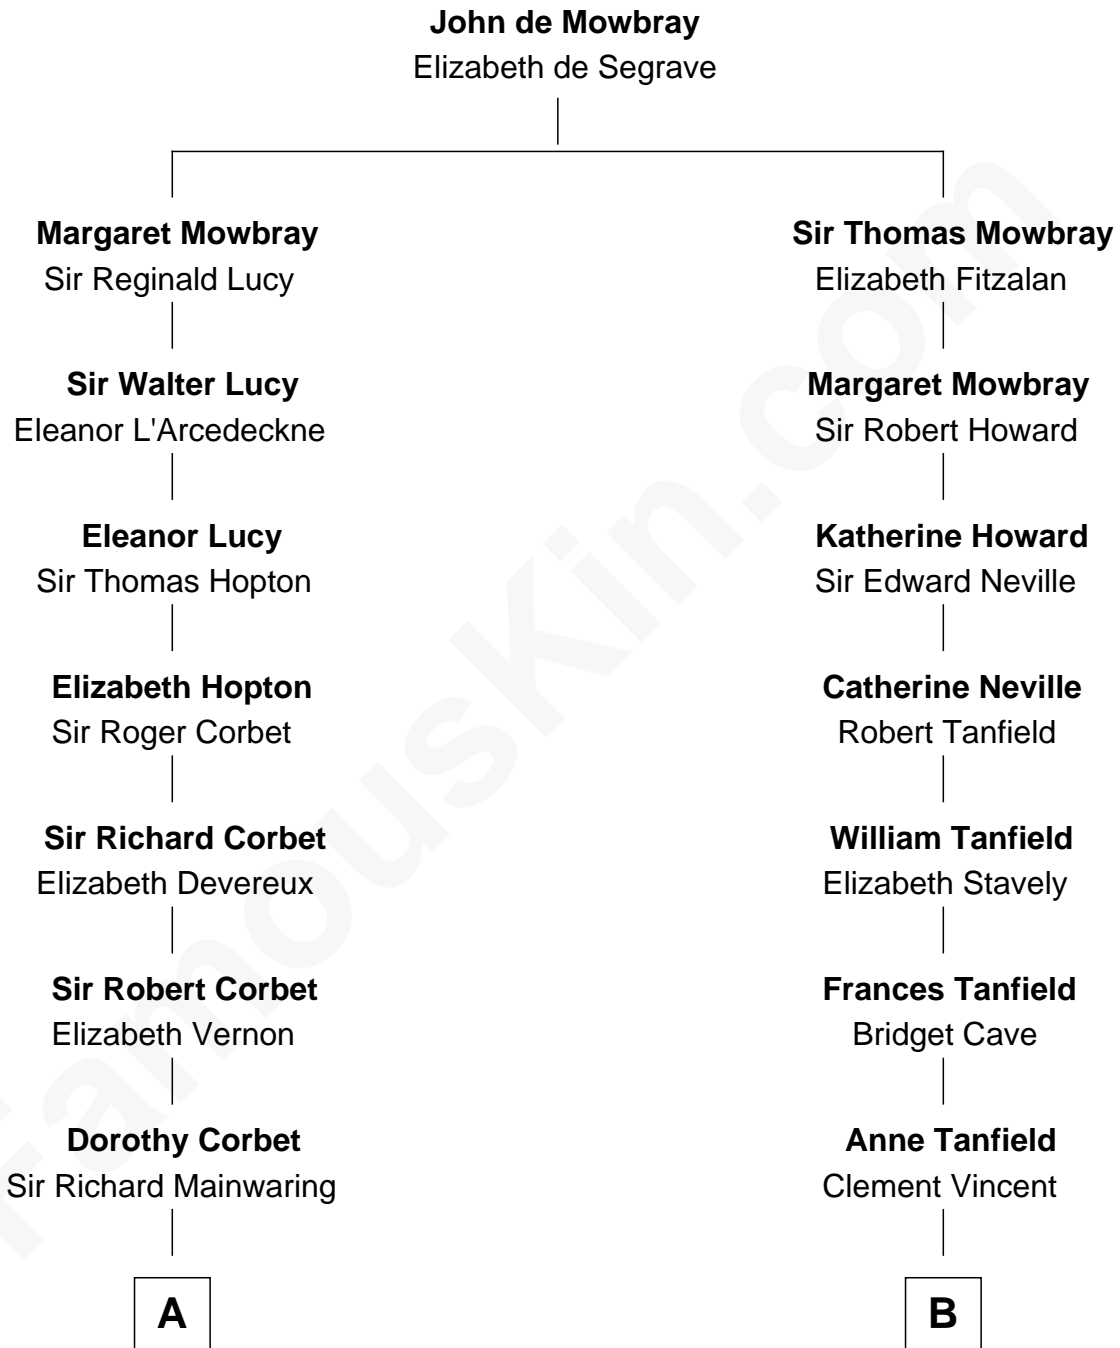 John de Mowbray
Elizabeth de Segrave
Margaret Mowbray
Sir Reginald Lucy
Sir Thomas Mowbray
Elizabeth Fitzalan
Sir Walter Lucy
Eleanor L'Arcedeckne
Margaret Mowbray
Sir Robert Howard
Eleanor Lucy
Sir Thomas Hopton
Katherine Howard
Sir Edward Neville
Elizabeth Hopton
Sir Roger Corbet
Catherine Neville
Robert Tanfield
Sir Richard Corbet
Elizabeth Devereux
William Tanfield
Elizabeth Stavely
Sir Robert Corbet
Elizabeth Vernon
Frances Tanfield
Bridget Cave
Dorothy Corbet
Sir Richard Mainwaring
Anne Tanfield
Clement Vincent
A
B
FamousKin.com